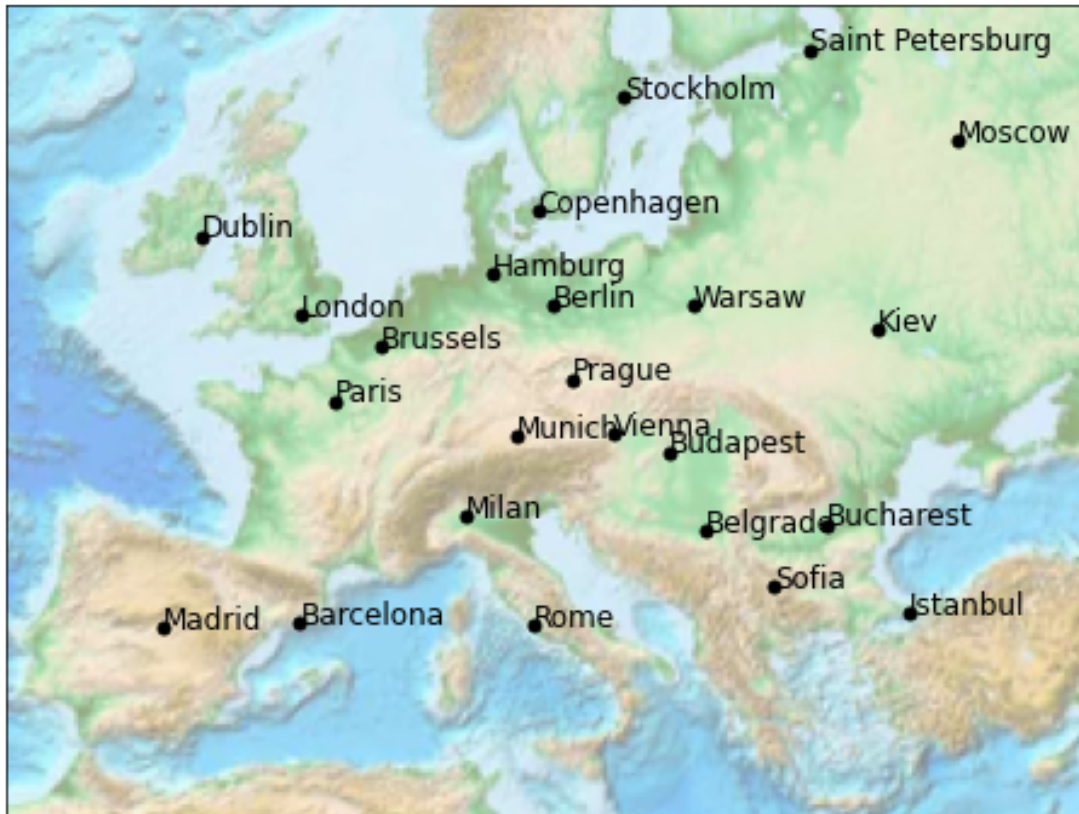 Saint Petersburg
Stockholm
Moscow
Copenhagen
Dublin
Hamburg
Berlin
Warsaw
London
Kiev
Brussels
Prague
Paris
Munich
Vienna
Budapest
Milan
Belgrade
Bucharest
Sofia
Madrid
Barcelona
Rome
Istanbul